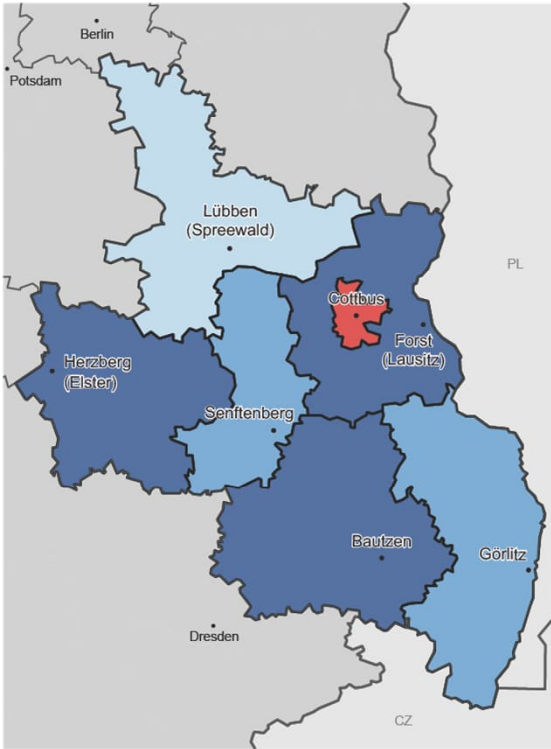 Berlin
Potsdam
Lübben
(Spreewald)
PL
Cottbus
Forst
(Lausitz)
Herzberg
(Elster)
Senftenberg
Bautzen
Görlitz
Dresden
CZ